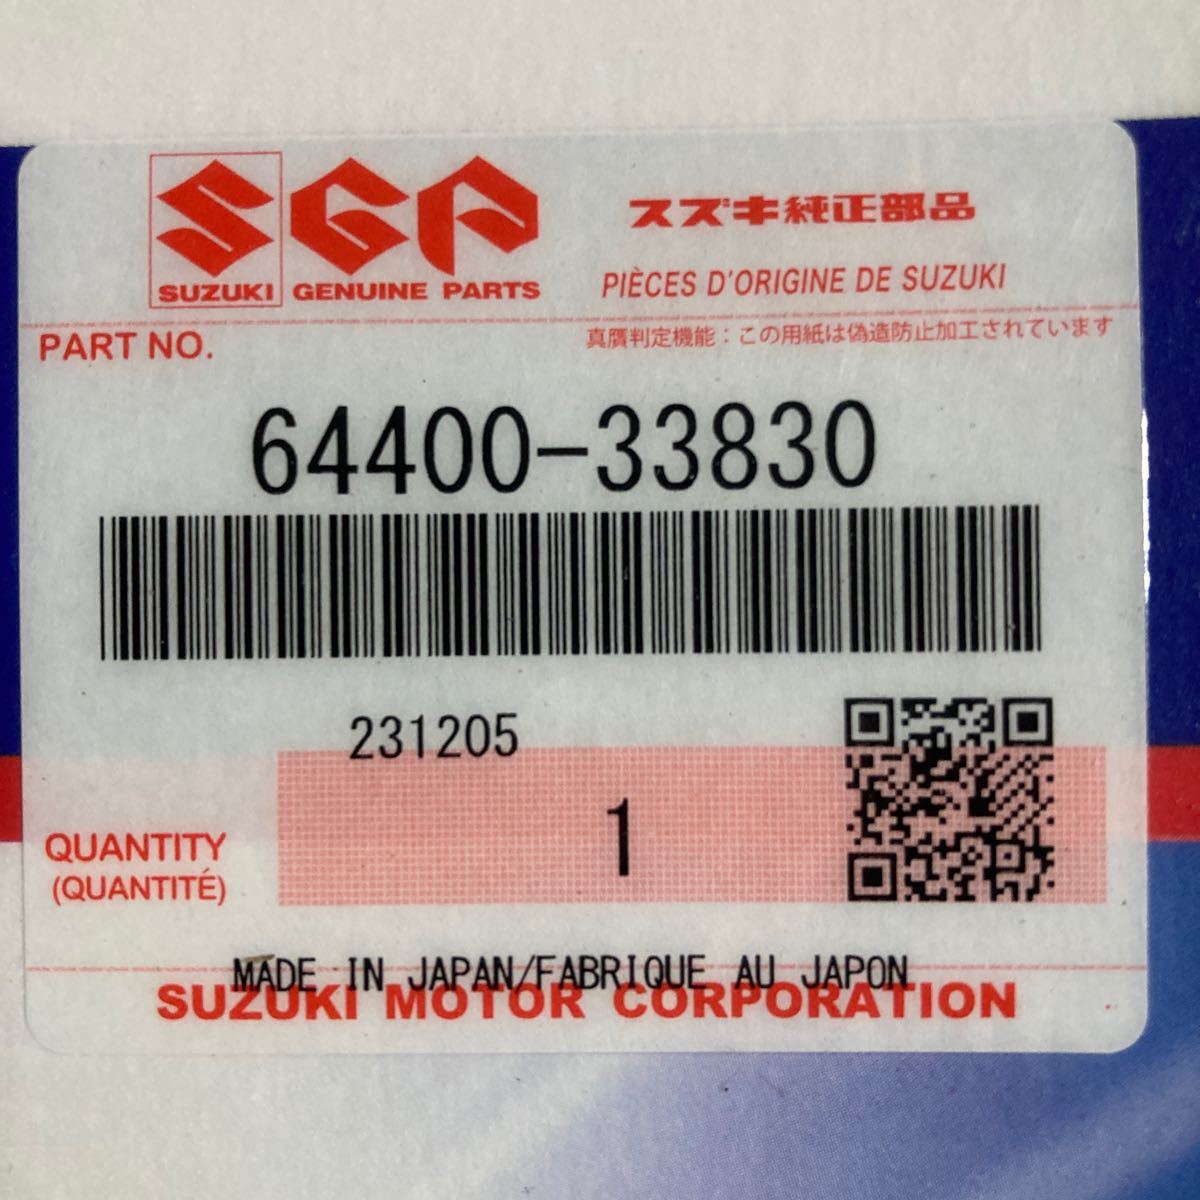 SGP
SUZUKI GENUINE PARTS
スズキ純正部品
PIÈCES D'ORIGINE DE SUZUKI
PART NO.
真贋判定機能：この用紙は偽造防止加工されています
64400-33830
231205
QUANTITY
(QUANTITÉ)
1
MADE IN JAPAN/FABRIQUE AU JAPON
SUZUKI MOTOR CORPORATION